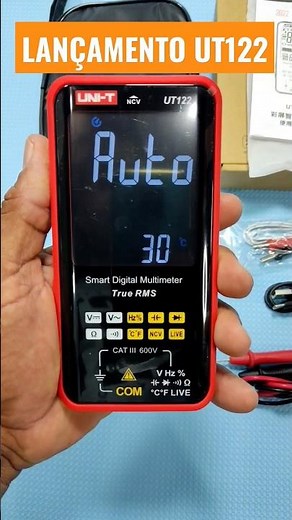 LANÇAMENTO UT122
UNI-T NCV UT122
Auto
30 °C
Smart Digital Multimeter
True RMS
V⎓ V~ Hz%
Ω °C°F NCV LIVE
CAT III 600V
V Hz %
Ω
COM °C°F LIVE